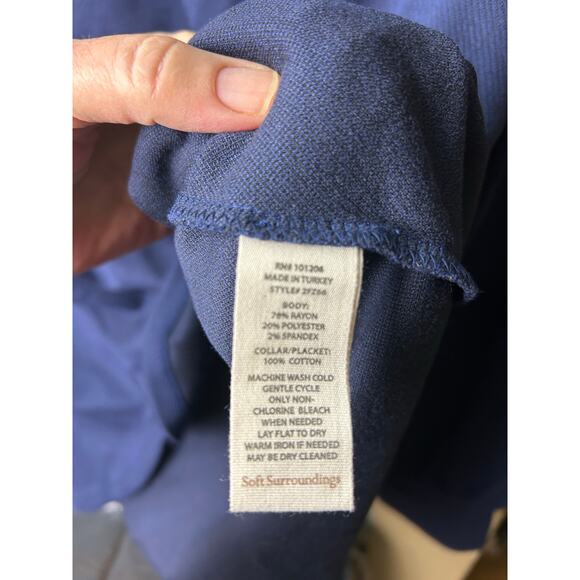 RN# 101206
MADE IN TURKEY
STYLE# 2FZ66
BODY:
78% RAYON
20% POLYESTER
2% SPANDEX
COLLAR/PLACKET:
100% COTTON
MACHINE WASH COLD
GENTLE CYCLE
ONLY NON-
CHLORINE BLEACH
WHEN NEEDED
LAY FLAT TO DRY
WARM IRON IF NEEDED
MAY BE DRY CLEANED
Soft Surroundings